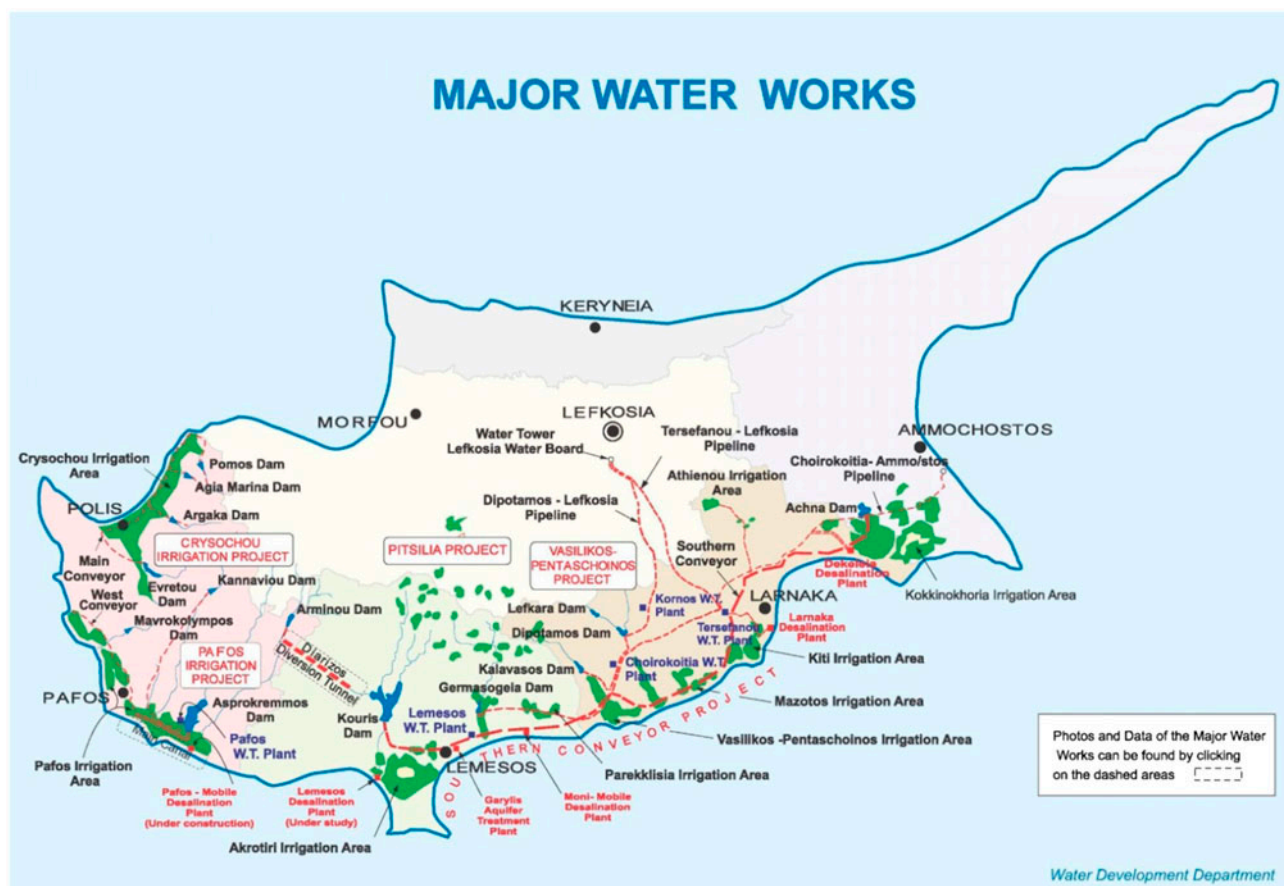 MAJOR WATER WORKS
KERYNEIA
MORFOU
LEFKOSIA
Water Tower
Lefkosia Water Board
Tersefanou - Lefkosia
Pipeline
AMMOCHOSTOS
Choirokoitia- Ammo/stos
Pipeline
Athienou Irrigation
Area
Dipotamos - Lefkosia
Pipeline
Achna Dam
Crysochou Irrigation
Area
Pomos Dam
Agia Marina Dam
POLIS
Argaka Dam
CRYSOCHOU
IRRIGATION PROJECT
PITSILIA PROJECT
VASILIKOS-
PENTASCHOINOS
PROJECT
Southern
Conveyor
Dekeleia
Desalination
Plant
Main
Conveyor
West
Conveyor
Evretou
Dam
Kannaviou Dam
Arminou Dam
Mavrokolympos
Dam
Lefkara Dam
Kornos W.T.
Plant
LARNAKA
Kokkinokhoria Irrigation Area
Dipotamos Dam
Tersefanou
W.T. Plant
Larnaka
Desalination
Plant
PAFOS
IRRIGATION
PROJECT
Diarizos
Diversion Tunnel
Kalavasos Dam
Choirokoitia W.T.
Plant
Kiti Irrigation Area
PAFOS
Asprokremmos
Dam
Germasogeia Dam
Mazotos Irrigation Area
Kouris
Dam
Lemesos
W.T. Plant
Pafos
W.T. Plant
Main Canal
SOUTHERN CONVEYOR PROJECT
Vasilikos -Pentaschoinos Irrigation Area
Pafos Irrigation
Area
LEMESOS
Parekklisia Irrigation Area
Pafos - Mobile
Desalination
Plant
(Under construction)
Lemesos
Desalination
Plant
(Under study)
Garylis
Aquifer
Treatment
Plant
Moni- Mobile
Desalination
Plant
Akrotiri Irrigation Area
Photos and Data of the Major Water
Works can be found by clicking
on the dashed areas
Water Development Department